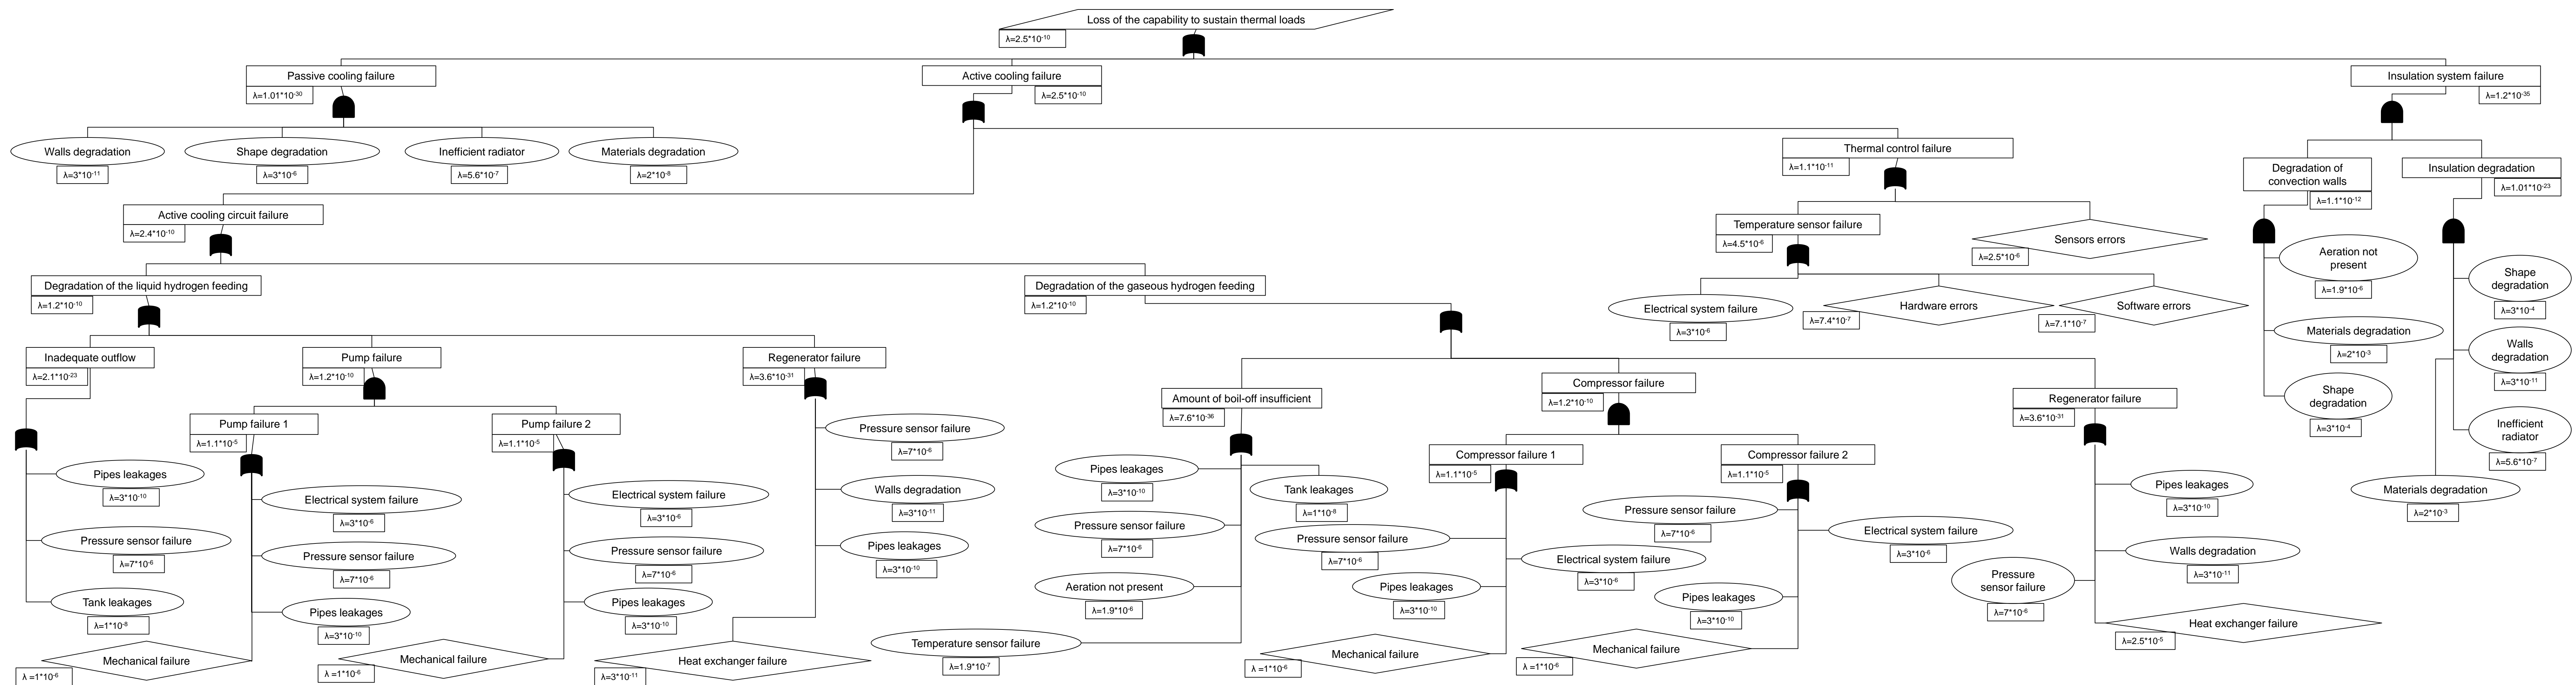 Loss of the capability to sustain thermal loads
λ=2.5*10-10
Passive cooling failure
λ=1.01*10-30
Active cooling failure
λ=2.5*10-10
Insulation system failure
λ=1.2*10-35
Walls degradation
λ=3*10-11
Shape degradation
λ=3*10-6
Inefficient radiator
λ=5.6*10-7
Materials degradation
λ=2*10-8
Thermal control failure
λ=1.1*10-11
Degradation of
convection walls
λ=1.1*10-12
Insulation degradation
λ=1.01*10-23
Active cooling circuit failure
λ=2.4*10-10
Temperature sensor failure
λ=4.5*10-6
Sensors errors
λ=2.5*10-6
Aeration not
present
λ=1.9*10-6
Shape
degradation
λ=3*10-4
Degradation of the liquid hydrogen feeding
λ=1.2*10-10
Degradation of the gaseous hydrogen feeding
λ=1.2*10-10
Electrical system failure
λ=3*10-6
Hardware errors
λ=7.4*10-7
Software errors
λ=7.1*10-7
Materials degradation
λ=2*10-3
Walls
degradation
λ=3*10-11
Inadequate outflow
λ=2.1*10-23
Pump failure
λ=1.2*10-10
Regenerator failure
λ=3.6*10-31
Amount of boil-off insufficient
λ=7.6*10-36
Compressor failure
λ=1.2*10-10
Regenerator failure
λ=3.6*10-31
Shape
degradation
λ=3*10-4
Inefficient
radiator
λ=5.6*10-7
Materials degradation
λ=2*10-3
Pump failure 1
λ=1.1*10-5
Pump failure 2
λ=1.1*10-5
Pressure sensor failure
λ=7*10-6
Compressor failure 1
λ=1.1*10-5
Compressor failure 2
λ=1.1*10-5
Pipes leakages
λ=3*10-10
Electrical system failure
λ=3*10-6
Electrical system failure
λ=3*10-6
Walls degradation
λ=3*10-11
Pipes leakages
λ=3*10-10
Tank leakages
λ=1*10-8
Pressure sensor failure
λ=7*10-6
Pipes leakages
λ=3*10-10
Pressure sensor failure
λ=7*10-6
Pressure sensor failure
λ=7*10-6
Pressure sensor failure
λ=7*10-6
Pipes leakages
λ=3*10-10
Pressure sensor failure
λ=7*10-6
Pressure sensor failure
λ=7*10-6
Electrical system failure
λ=3*10-6
Electrical system failure
λ=3*10-6
Walls degradation
λ=3*10-11
Tank leakages
λ=1*10-8
Pipes leakages
λ=3*10-10
Pipes leakages
λ=3*10-10
Aeration not present
λ=1.9*10-6
Pipes leakages
λ=3*10-10
Pipes leakages
λ=3*10-10
Pressure
sensor failure
λ=7*10-6
Mechanical failure
λ =1*10-6
Mechanical failure
λ =1*10-6
Heat exchanger failure
λ=3*10-11
Temperature sensor failure
λ=1.9*10-7
Mechanical failure
λ=1*10-6
Mechanical failure
λ =1*10-6
Heat exchanger failure
λ=2.5*10-5